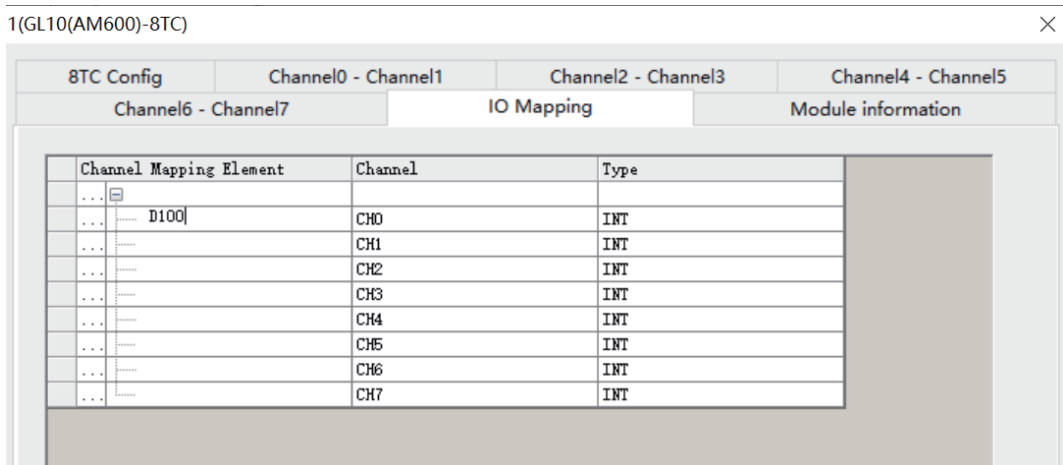 1(GL10(AM600)-8TC)
8TC Config Channel0 - Channel1 Channel2 - Channel3 Channel4 - Channel5
Channel6 - Channel7 IO Mapping Module information
Channel Mapping Element Channel Type
...
... D100 CH0 INT
... CH1 INT
... CH2 INT
... CH3 INT
... CH4 INT
... CH5 INT
... CH6 INT
... CH7 INT